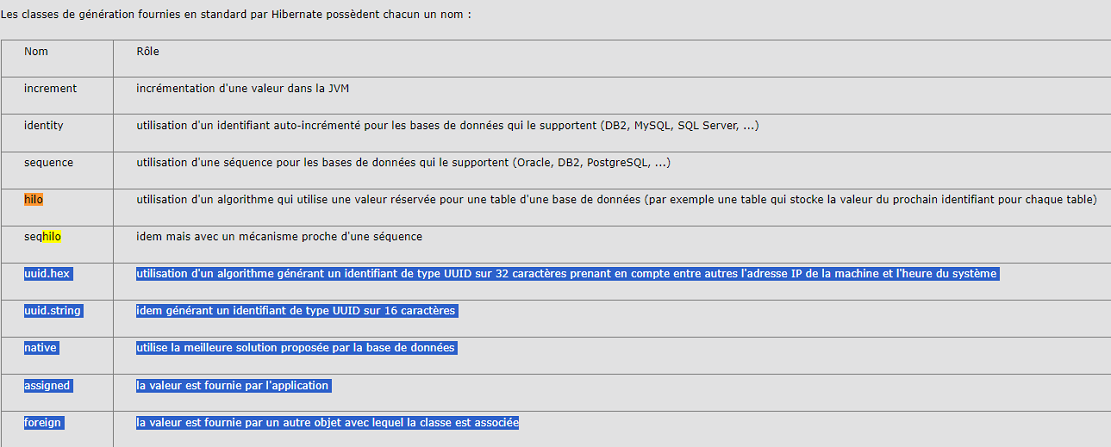 Les classes de génération fournies en standard par Hibernate possèdent chacun un nom :
Nom Rôle
increment incrémentation d'une valeur dans la JVM
identity utilisation d'un identifiant auto-incrémenté pour les bases de données qui le supportent (DB2, MySQL, SQL Server, ...)
sequence utilisation d'une séquence pour les bases de données qui le supportent (Oracle, DB2, PostgreSQL, ...)
hilo utilisation d'un algorithme qui utilise une valeur réservée pour une table d'une base de données (par exemple une table qui stocke la valeur du prochain identifiant pour chaque table)
seqhilo idem mais avec un mécanisme proche d'une séquence
uuid.hex utilisation d'un algorithme générant un identifiant de type UUID sur 32 caractères prenant en compte entre autres l'adresse IP de la machine et l'heure du système
uuid.string idem générant un identifiant de type UUID sur 16 caractères
native utilise la meilleure solution proposée par la base de données
assigned la valeur est fournie par l'application
foreign la valeur est fournie par un autre objet avec lequel la classe est associée